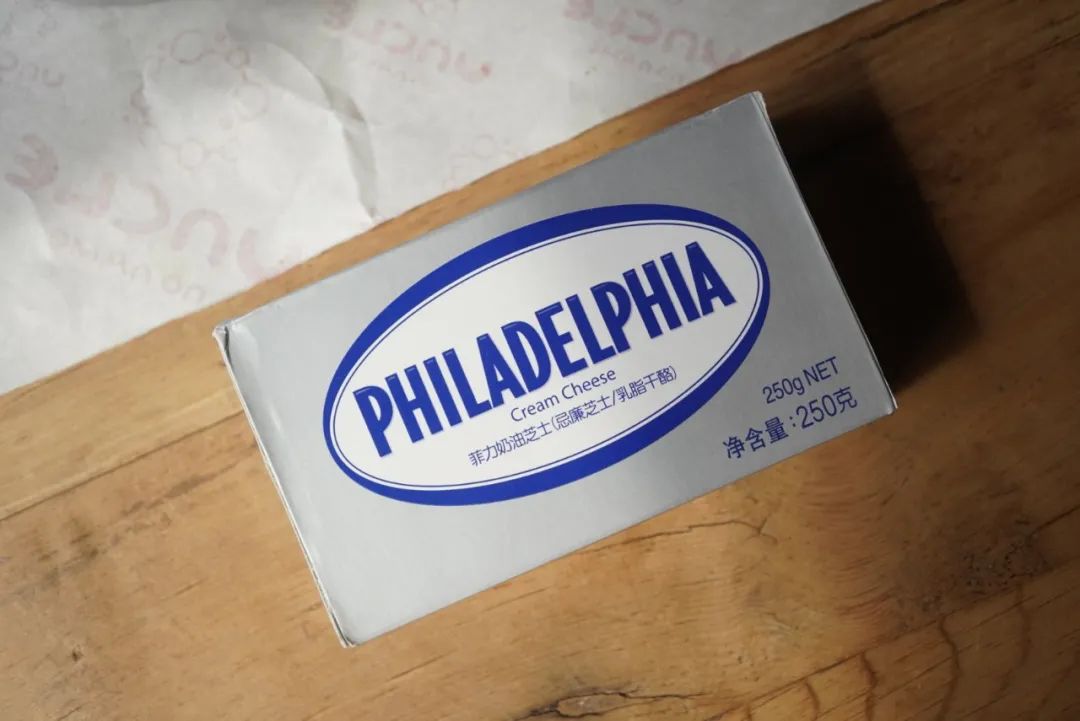 PHILADELPHIA
Cream Cheese
菲力奶油芝士(忌廉芝士/乳脂干酪)
250g NET
净含量:250克